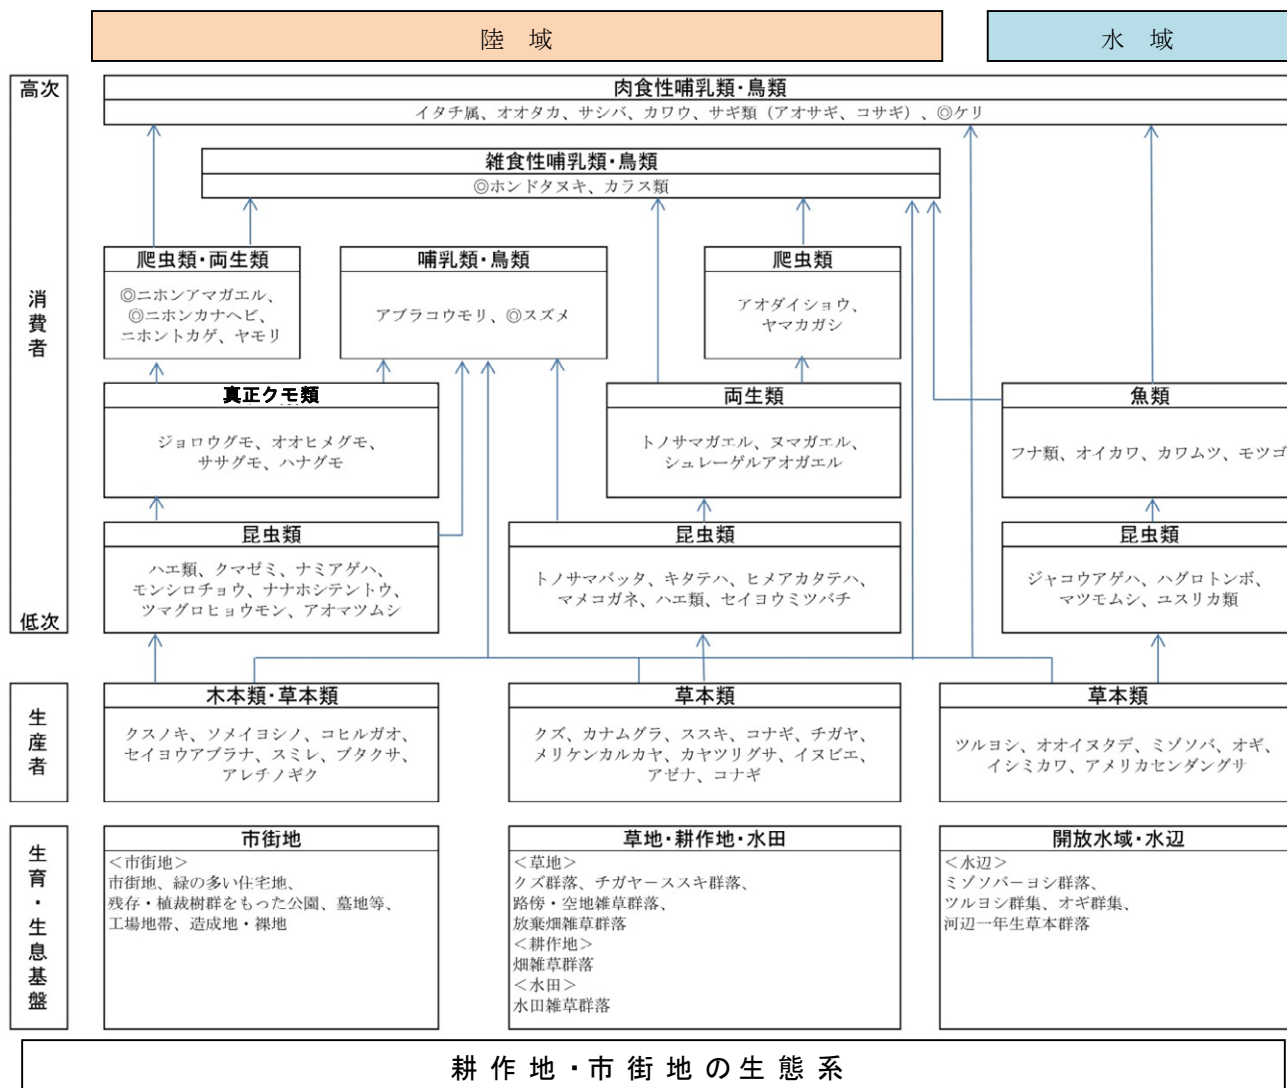 陸 域
水 域
高次
消費者
低次
肉食性哺乳類・鳥類
イタチ属、オオタカ、サシバ、カワウ、サギ類（アオサギ、コサギ）、◎ケリ
雑食性哺乳類・鳥類
◎ホンドタヌキ、カラス類
爬虫類・両生類
◎ニホンアマガエル、
◎ニホンカナヘビ、
ニホントカゲ、ヤモリ
哺乳類・鳥類
アブラコウモリ、◎スズメ
爬虫類
アオダイショウ、
ヤマカガシ
真正クモ類
ジョロウグモ、オオヒメグモ、
ササグモ、ハナグモ
両生類
トノサマガエル、ヌマガエル、
シュレーゲルアオガエル
魚類
フナ類、オイカワ、カワムツ、モツゴ
昆虫類
ハエ類、クマゼミ、ナミアゲハ、
モンシロチョウ、ナナホシテントウ、
ツマグロヒョウモン、アオマツムシ
昆虫類
トノサマバッタ、キタテハ、ヒメアカタテハ、
マメコガネ、ハエ類、セイヨウミツバチ
昆虫類
ジャコウアゲハ、ハグロトンボ、
マツモムシ、ユスリカ類
生産者
木本類・草本類
クスノキ、ソメイヨシノ、コヒルガオ、
セイヨウアブラナ、スミレ、ブタクサ、
アレチノギク
草本類
クズ、カナムグラ、ススキ、コナギ、チガヤ、
メリケンカルカヤ、カヤツリグサ、イヌビエ、
アゼナ、コナギ
草本類
ツルヨシ、オオイヌタデ、ミゾソバ、オギ、
イシミカワ、アメリカセンダングサ
生育・生息基盤
市街地
＜市街地＞
市街地、緑の多い住宅地、
残存・植裁樹群をもった公園、墓地等、
工場地帯、造成地・裸地
草地・耕作地・水田
＜草地＞
クズ群落、チガヤーススキ群落、
路傍・空地雑草群落、
放棄畑雑草群落
＜耕作地＞
畑雑草群落
＜水田＞
水田雑草群落
開放水域・水辺
＜水辺＞
ミゾソバーヨシ群落、
ツルヨシ群集、オギ群集、
河辺一年生草本群落
耕作地・市街地の生態系